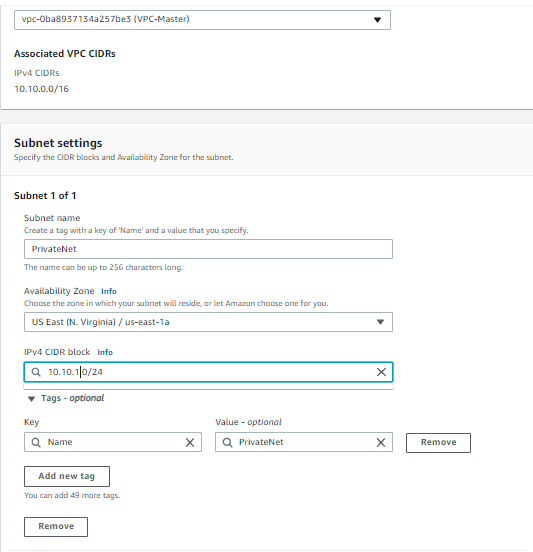 vpc-0ba8937134a257be3 (VPC-Master)
Associated VPC CIDRs
IPv4 CIDRs
10.10.0.0/16
Subnet settings
Specify the CIDR blocks and Availability Zone for the subnet.
Subnet 1 of 1
Subnet name
Create a tag with a key of 'Name' and a value that you specify.
PrivateNet
The name can be up to 256 characters long.
Availability Zone Info
Choose the zone in which your subnet will reside, or let Amazon choose one for you.
US East (N. Virginia) / us-east-1a
IPv4 CIDR block Info
10.10.1.0/24
Tags - optional
Key Value - optional
Name PrivateNet Remove
Add new tag
You can add 49 more tags.
Remove